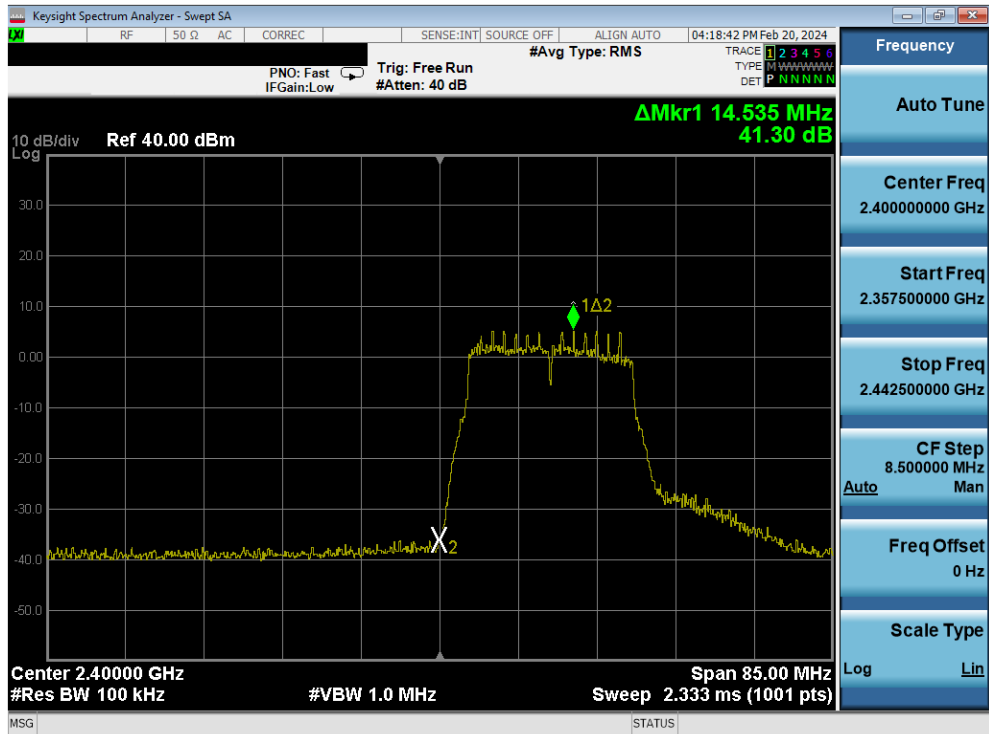 Keysight Spectrum Analyzer - Swept SA
LXI RF 50 Ω AC CORREC SENSE:INT SOURCE OFF ALIGN AUTO 04:18:42 PM Feb 20, 2024
#Avg Type: RMS
TRACE 1 2 3 4 5 6
TYPE M WWWWW
DET P N N N N N
PNO: Fast
IFGain:Low
Trig: Free Run
#Atten: 40 dB
ΔMkr1 14.535 MHz
41.30 dB
10 dB/div
Log
Ref 40.00 dBm
30.0
20.0
10.0
0.00
-10.0
-20.0
-30.0
-40.0
-50.0
1Δ2
X2
Center 2.40000 GHz
Span 85.00 MHz
#Res BW 100 kHz
#VBW 1.0 MHz
Sweep 2.333 ms (1001 pts)
MSG
STATUS
Frequency
Auto Tune
Center Freq
2.400000000 GHz
Start Freq
2.357500000 GHz
Stop Freq
2.442500000 GHz
CF Step
8.500000 MHz
Auto Man
Freq Offset
0 Hz
Scale Type
Log Lin